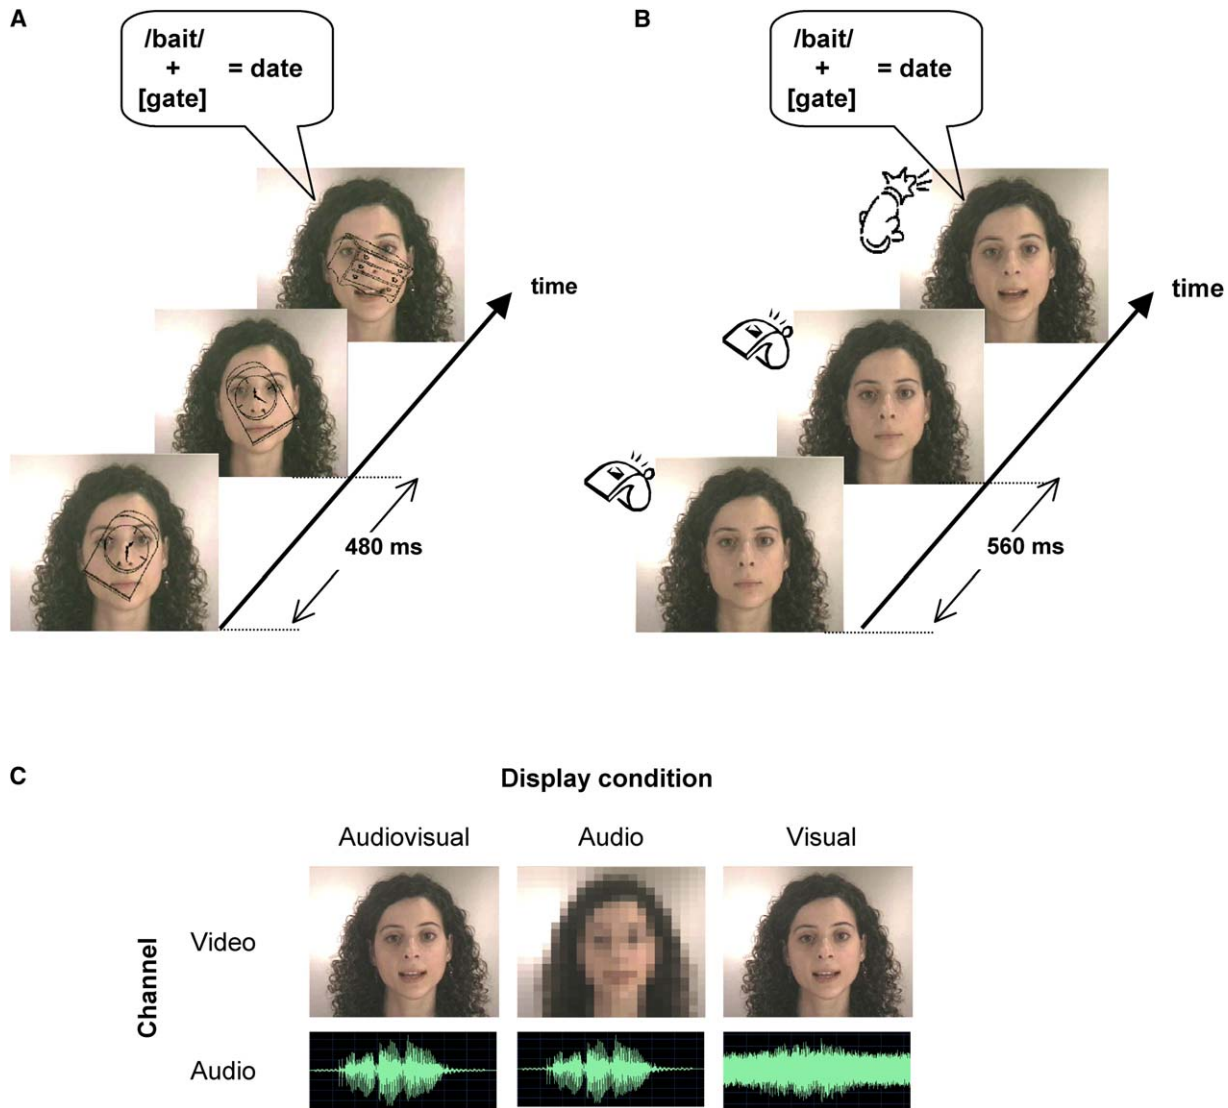 A
/bait/
+ = date
[gate]
time
480 ms
B
/bait/
+ = date
[gate]
time
560 ms
C
Display condition
Audiovisual Audio Visual
Channel
Video
Audio